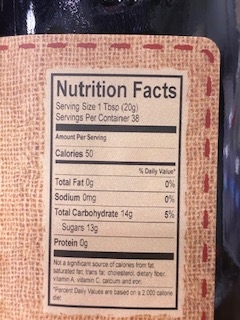 Nutrition Facts
Serving Size 1 Tbsp (20g)
Servings Per Container 38
Amount Per Serving
Calories 50
% Daily Value*
Total Fat 0g 0%
Sodium 0mg 0%
Total Carbohydrate 14g 5%
Sugars 13g
Protein 0g
Not a significant source of calories from fat,
saturated fat, trans fat, cholesterol, dietary fiber,
vitamin A, vitamin C, calcium and iron.
*Percent Daily Values are based on a 2,000 calorie
diet